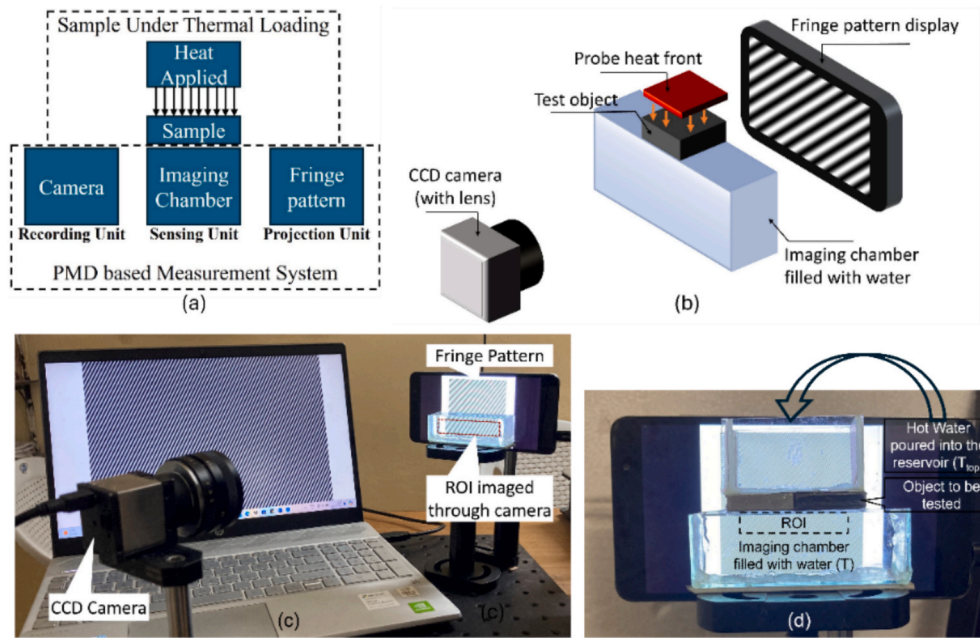 Sample Under Thermal Loading
Heat
Applied
Sample
Camera
Imaging
Chamber
Fringe
pattern
Recording Unit
Sensing Unit
Projection Unit
PMD based Measurement System
(a)
Fringe pattern display
Probe heat front
Test object
CCD camera
(with lens)
Imaging chamber
filled with water
(b)
Fringe Pattern
ROI imaged
through camera
CCD Camera
(c)
(c)
Hot Water
poured into the
reservoir (Ttop
Object to be
tested
ROI
Imaging chamber
filled with water (T)
(d)